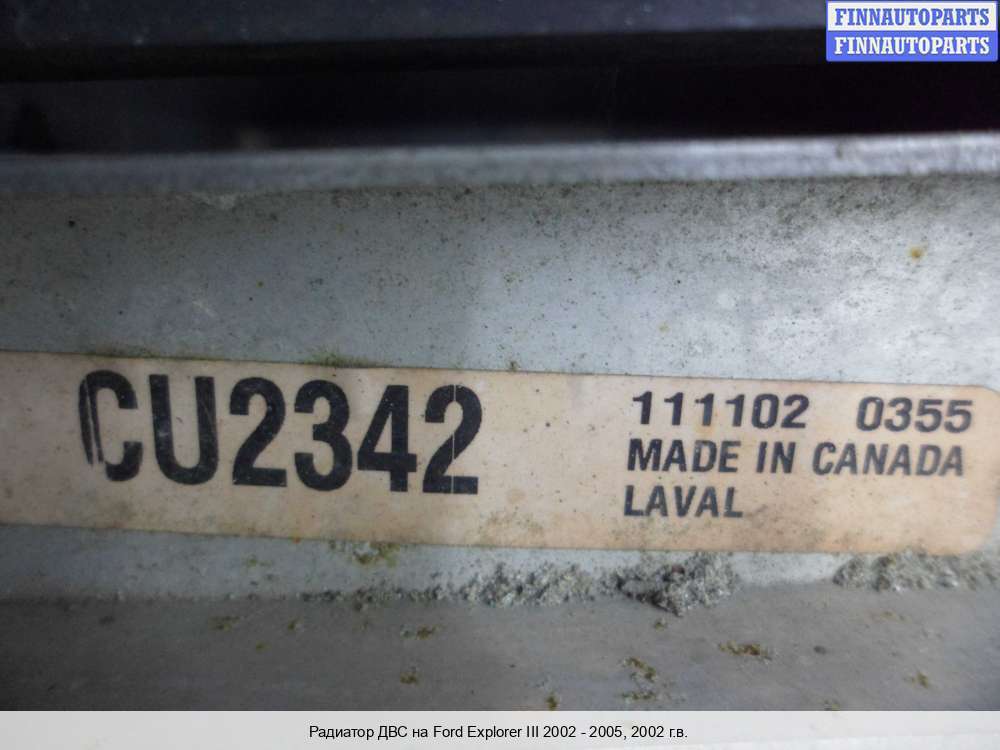 FINNAUTOPARTS
FINNAUTOPARTS
CU2342
111102 0355
MADE IN CANADA
LAVAL
Радиатор ДВС на Ford Explorer III 2002 - 2005, 2002 г.в.